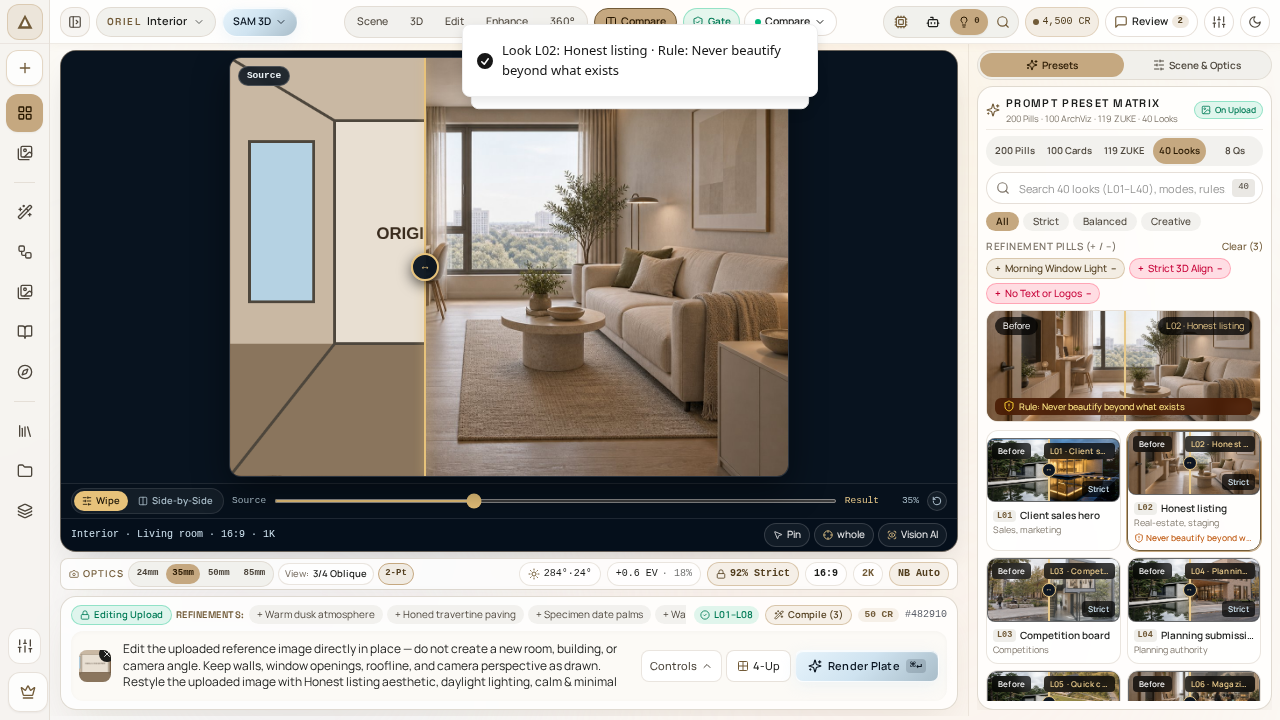 ORIEL Interior
SAM 3D
Scene 3D Edit Enhance 360°
Compare
Gate
Compare
0
4,500 CR
Review 2
Look L02: Honest listing · Rule: Never beautify
beyond what exists
Source
ORIGI
Wipe
Side-by-Side
Source
Result
35%
Interior · Living room · 16:9 · 1K
Pin
whole
Vision AI
OPTICS
24mm 35mm 50mm 85mm
View: 3/4 Oblique
2-Pt
284°·24°
+0.6 EV · 18%
92% Strict
16:9
2K
NB Auto
Editing Upload
REFINEMENTS:
+ Warm dusk atmosphere
+ Honed travertine paving
+ Specimen date palms
+ Wa
L01–L08
Compile (3)
50 CR
#482910
Edit the uploaded reference image directly in place — do not create a new room, building, or
camera angle. Keep walls, window openings, roofline, and camera perspective as drawn.
Restyle the uploaded image with Honest listing aesthetic, daylight lighting, calm & minimal
Controls
4-Up
Render Plate
Presets
Scene & Optics
PROMPT PRESET MATRIX
200 Pills · 100 ArchViz · 119 ZUKE · 40 Looks
On Upload
200 Pills 100 Cards 119 ZUKE 40 Looks 8 Qs
Search 40 looks (L01–L40), modes, rules
40
All Strict Balanced Creative
REFINEMENT PILLS (+ / −)
Clear (3)
+ Morning Window Light −
+ Strict 3D Align −
+ No Text or Logos −
Before
L02 · Honest listing
Rule: Never beautify beyond what exists
Before
L01 · Client s...
Strict
L01 Client sales hero
Sales, marketing
Before
L02 · Honest ...
Strict
L02 Honest listing
Real-estate, staging
Never beautify beyond w...
Before
L03 · Compet...
Strict
L03 Competition board
Competitions
Before
L04 · Plannin...
Strict
L04 Planning submissi...
Planning authority
Before
L05 · Quick c...
Before
L06 · Magazi...